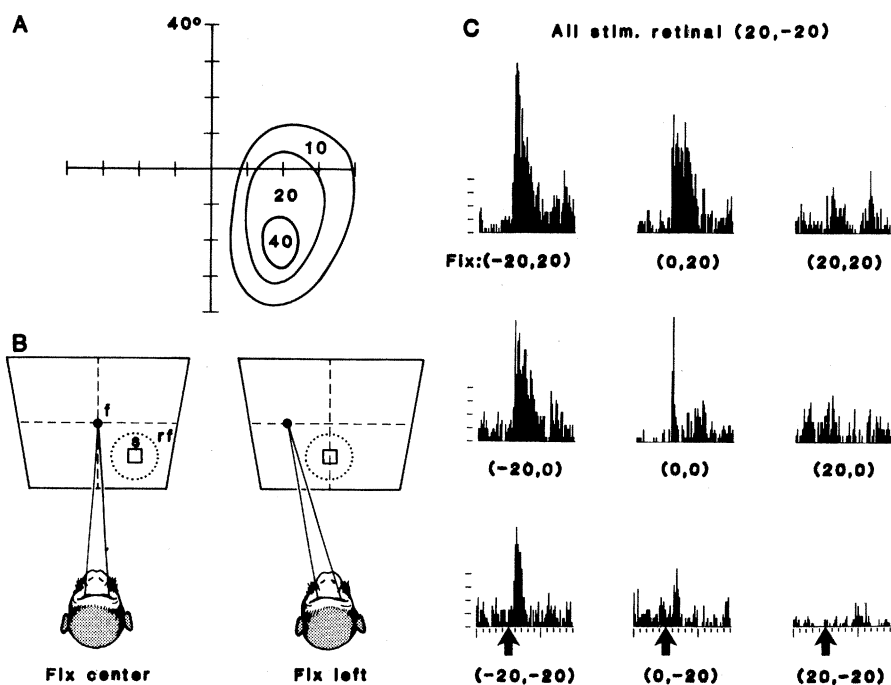 A
40°
10
20
40
B
f
rf
s
Fix center
Fix left
C
All stim. retinal (20,-20)
Fix:(-20,20)
(0,20)
(20,20)
(-20,0)
(0,0)
(20,0)
(-20,-20)
(0,-20)
(20,-20)